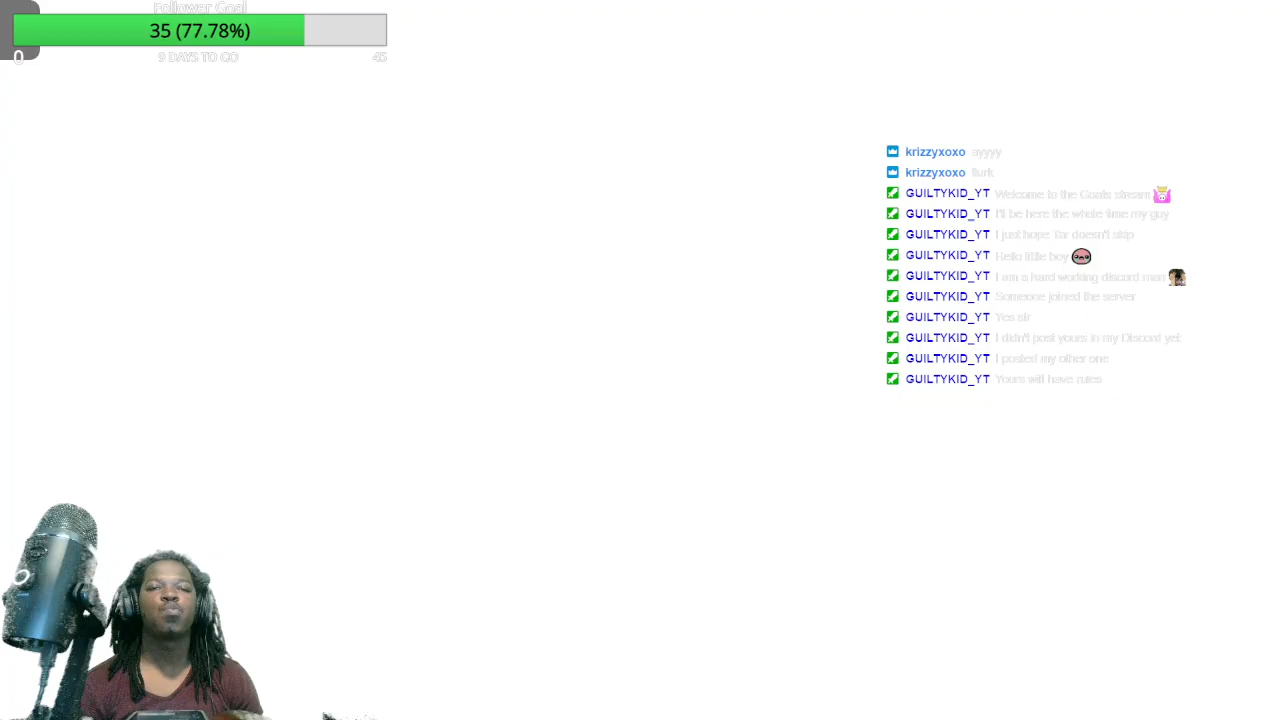 Follower Goal
35 (77.78%)
0 9 DAYS TO GO 45
krizzyxoxo ayyyy
krizzyxoxo llurk
GUILTYKID_YT Welcome to the Goals stream
GUILTYKID_YT I'll be here the whole time my guy
GUILTYKID_YT I just hope Tar doesn't skip
GUILTYKID_YT Hello little boy
GUILTYKID_YT I am a hard working discord man
GUILTYKID_YT Someone joined the server
GUILTYKID_YT Yes sir
GUILTYKID_YT I didn't post yours in my Discord yet
GUILTYKID_YT I posted my other one
GUILTYKID_YT Yours will have rules